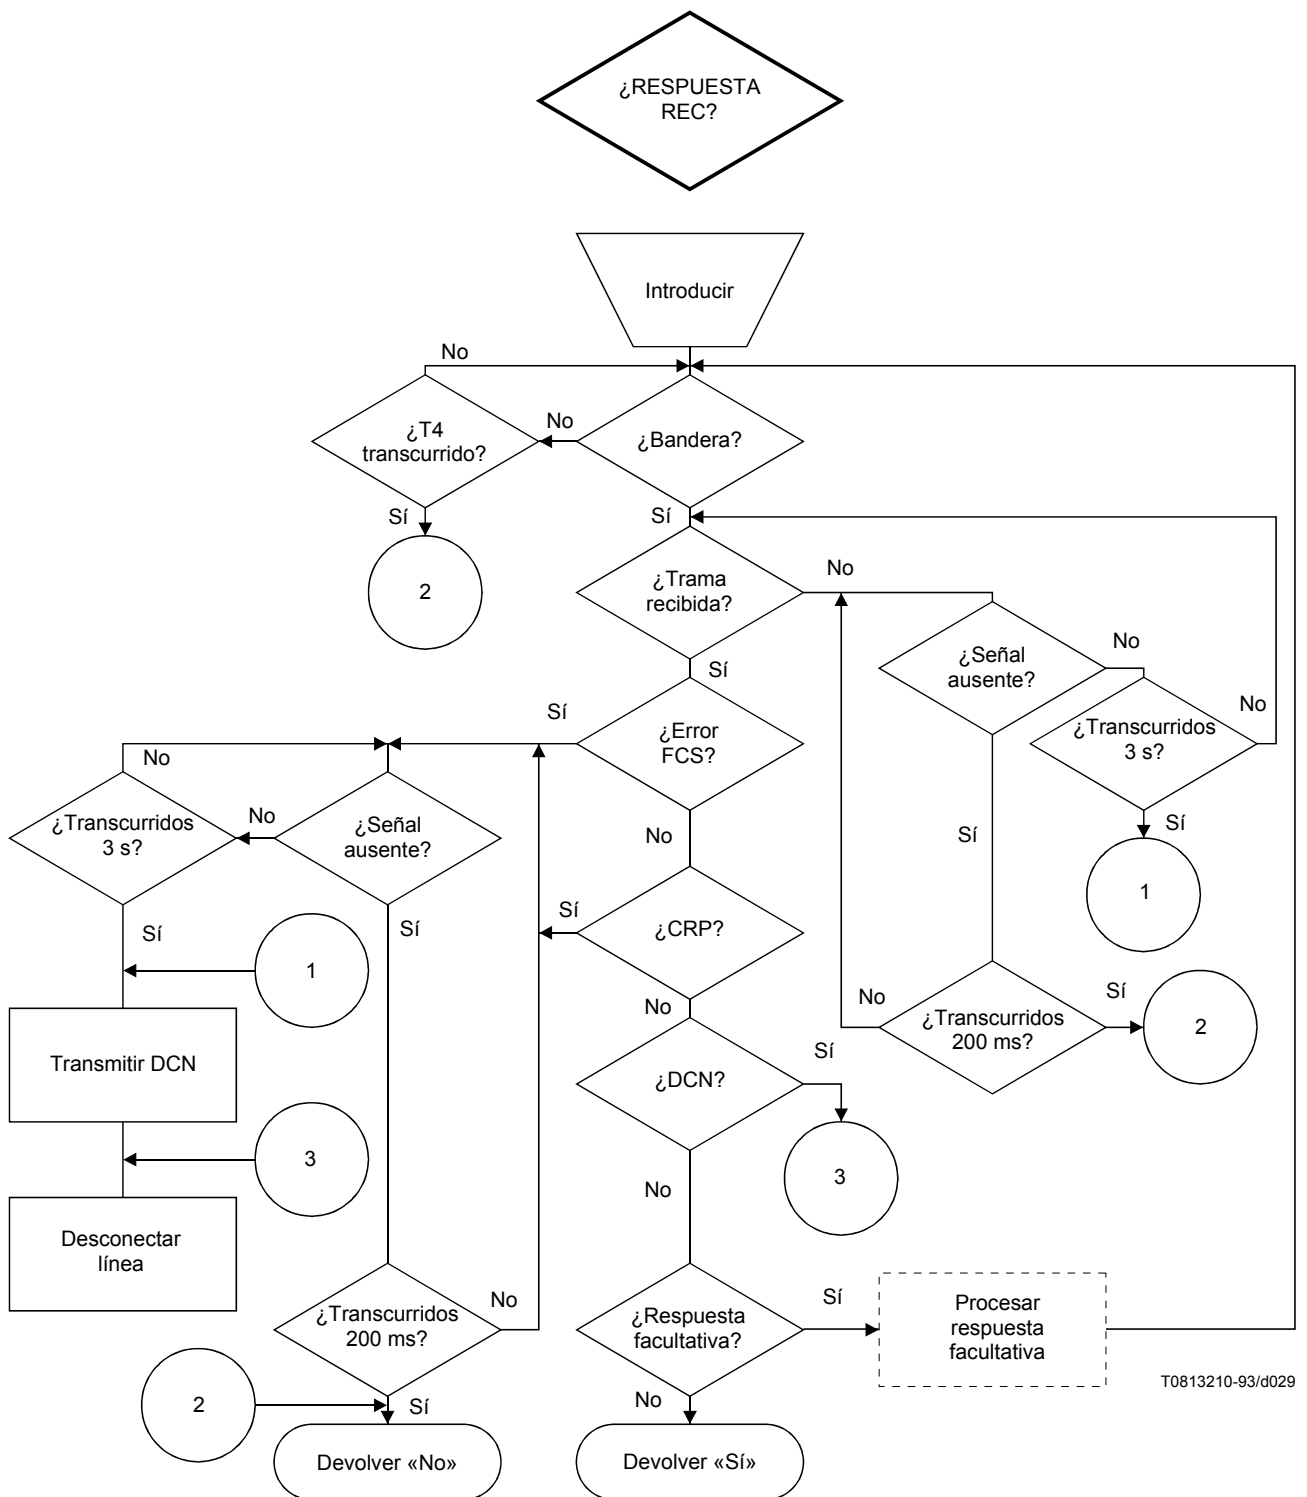 ¿RESPUESTA
REC?
Introducir
No
¿T4
transcurrido?
No
¿Bandera?
Sí
Sí
2
¿Trama
recibida?
No
¿Señal
ausente?
No
Sí
Sí
¿Error
FCS?
¿Transcurridos
3 s?
No
No
¿Transcurridos
3 s?
No
¿Señal
ausente?
No
Sí
Sí
1
Sí
Sí
Sí
¿CRP?
1
No
No
¿Transcurridos
200 ms?
Sí
2
Transmitir DCN
¿DCN?
Sí
3
3
No
Desconectar
línea
¿Transcurridos
200 ms?
No
¿Respuesta
facultativa?
Sí
Procesar
respuesta
facultativa
T0813210-93/d029
2
Sí
No
Devolver «No»
Devolver «Sí»